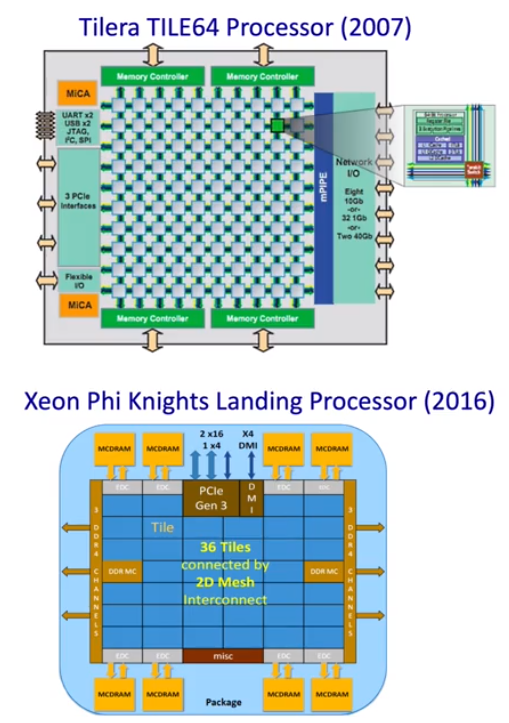 Tilera TILE64 Processor (2007)
Memory Controller
Memory Controller
MiCA
UART x2
USB x2
JTAG,
I²C, SPI
3 PCIe
Interfaces
Flexible
I/O
MiCA
mPIPE
Network
I/O
Eight
10Gb
-or-
32 1Gb
-or-
Two 40Gb
Memory Controller
Memory Controller
Xeon Phi Knights Landing Processor (2016)
MCDRAM
MCDRAM
2 x16
1 x4
X4
DMI
MCDRAM
MCDRAM
EDC
EDC
PCIe
Gen 3
D
M
I
EDC
3
DDR4
CHANNELS
Tile
36 Tiles
connected by
2D Mesh
Interconnect
DDR MC
DDR MC
3
DDR4
CHANNELS
EDC
EDC
misc
EDC
EDC
MCDRAM
MCDRAM
Package
MCDRAM
MCDRAM